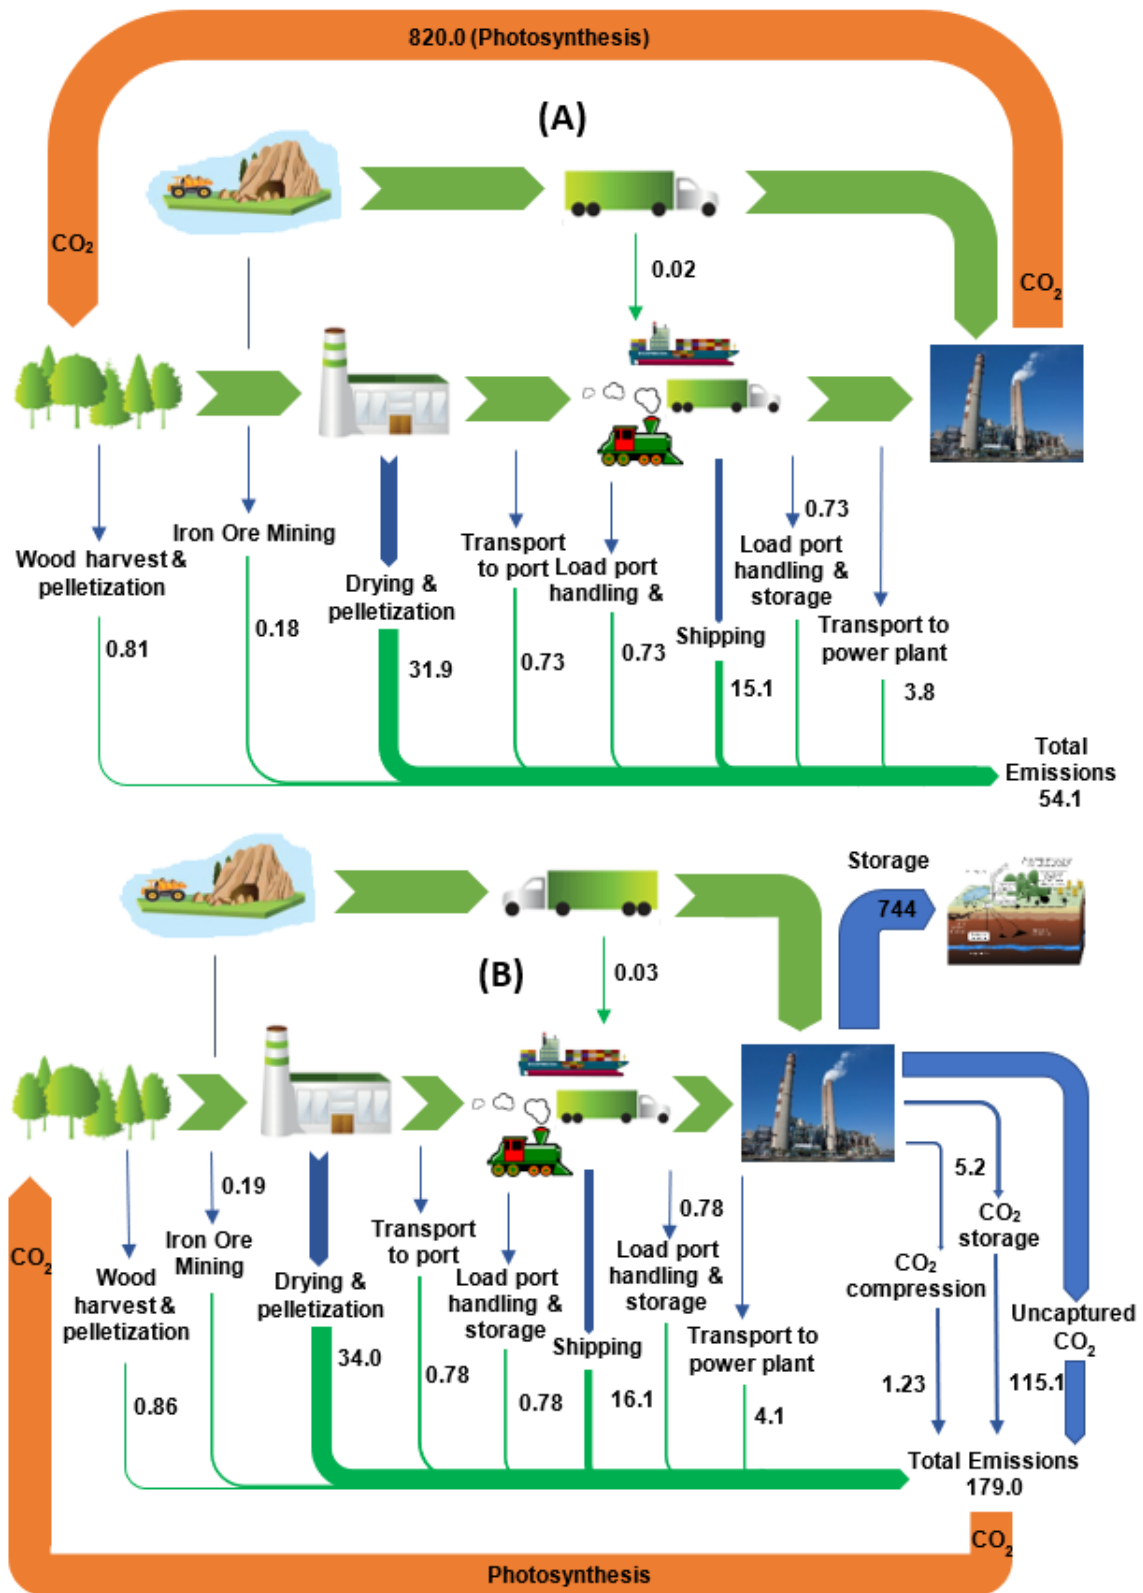 820.0 (Photosynthesis)
(A)
CO₂
CO₂
0.02
0.73
Iron Ore Mining
Wood harvest &
pelletization
Transport
to port
Load port
handling &
Load port
handling &
storage
Drying &
pelletization
Shipping
Transport to
power plant
0.81
0.18
31.9
0.73
0.73
15.1
3.8
Total
Emissions
54.1
Storage
744
(B)
0.03
5.2
0.19
0.78
CO₂
storage
Iron Ore
Mining
Transport
to port
Load port
handling &
storage
CO₂
CO₂
compression
Wood
harvest &
pelletization
Drying &
pelletization
Load port
handling &
storage
Uncaptured
CO₂
Shipping
Transport to
power plant
34.0
0.78
0.78
16.1
1.23
115.1
0.86
4.1
Total Emissions
179.0
CO₂
Photosynthesis